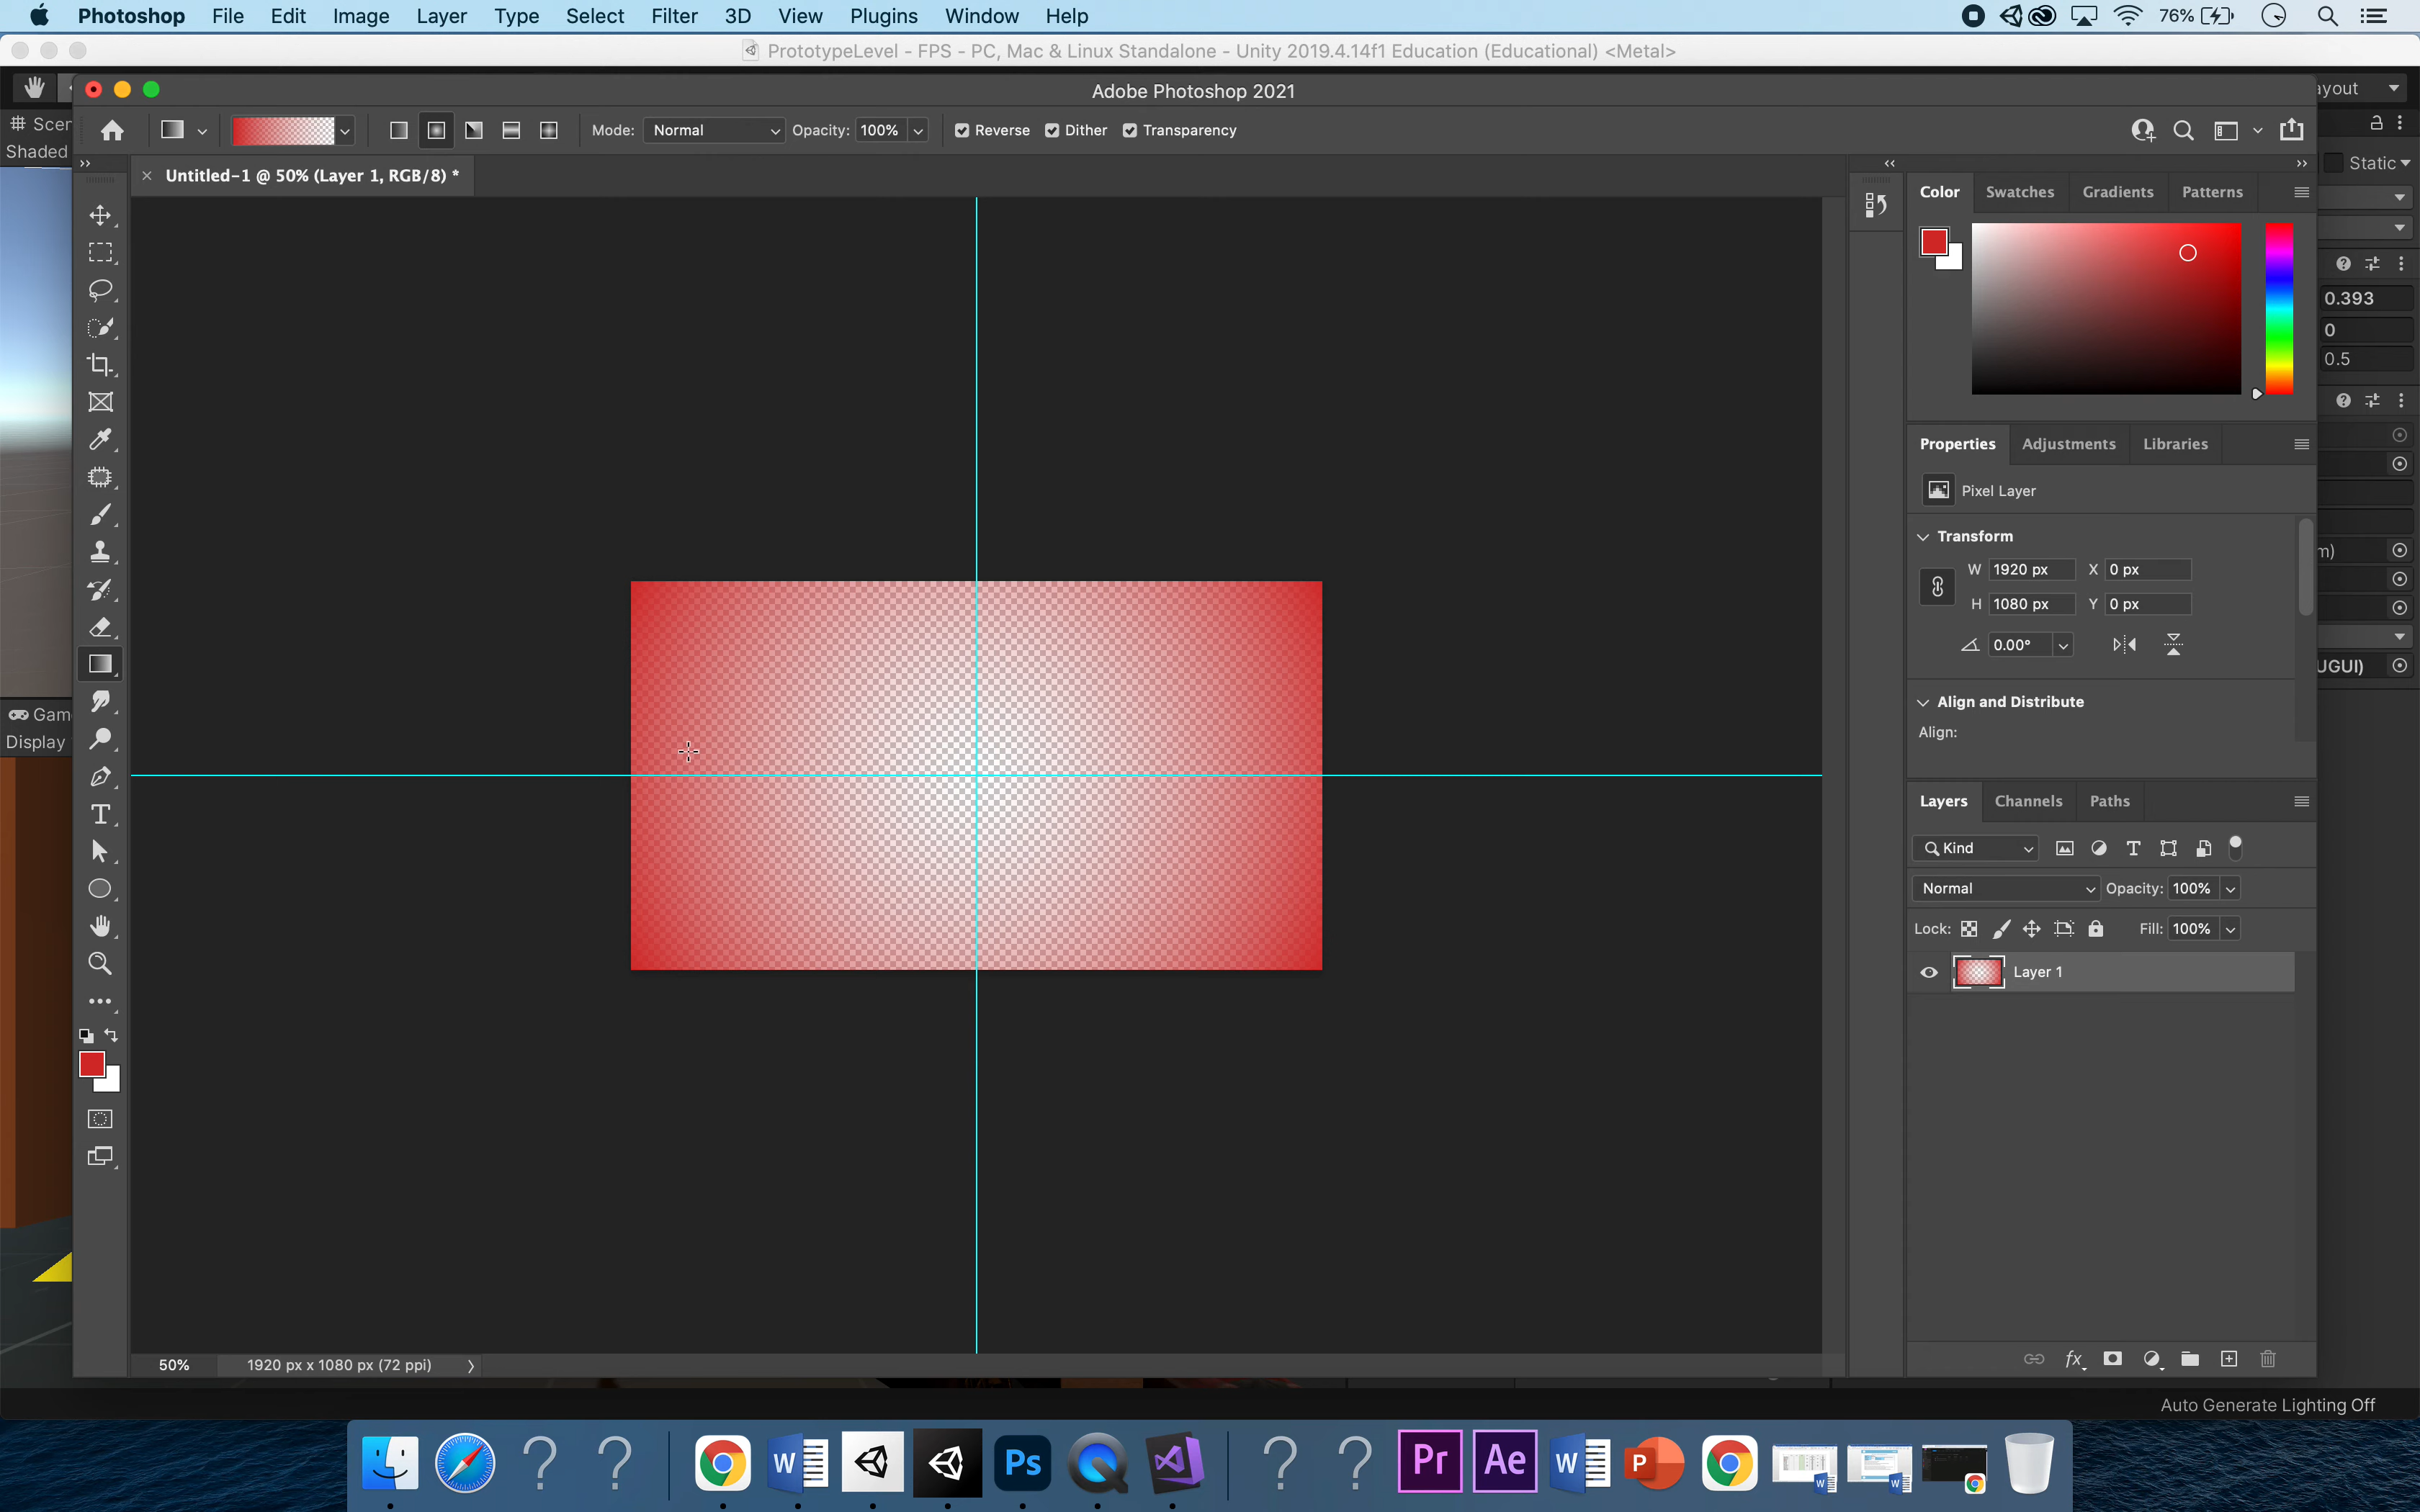 Photoshop File Edit Image Layer Type Select Filter 3D View Plugins Window Help 76%
PrototypeLevel - FPS - PC, Mac & Linux Standalone - Unity 2019.4.14f1 Education (Educational) <Metal>
Adobe Photoshop 2021
ayout
Scen
Mode: Normal Opacity: 100% Reverse Dither Transparency
Shaded
Static
Untitled-1 @ 50% (Layer 1, RGB/8) *
Color Swatches Gradients Patterns
0.393
0
0.5
Properties Adjustments Libraries
Pixel Layer
Transform
m)
W 1920 px X 0 px
H 1080 px Y 0 px
0.00°
UGUI)
Align and Distribute
Gam
Align:
Display
Layers Channels Paths
Kind
Normal Opacity: 100%
Lock: Fill: 100%
Layer 1
50% 1920 px x 1080 px (72 ppi)
fx
Auto Generate Lighting Off
? ? W Ps ? ? Pr Ae W P W W